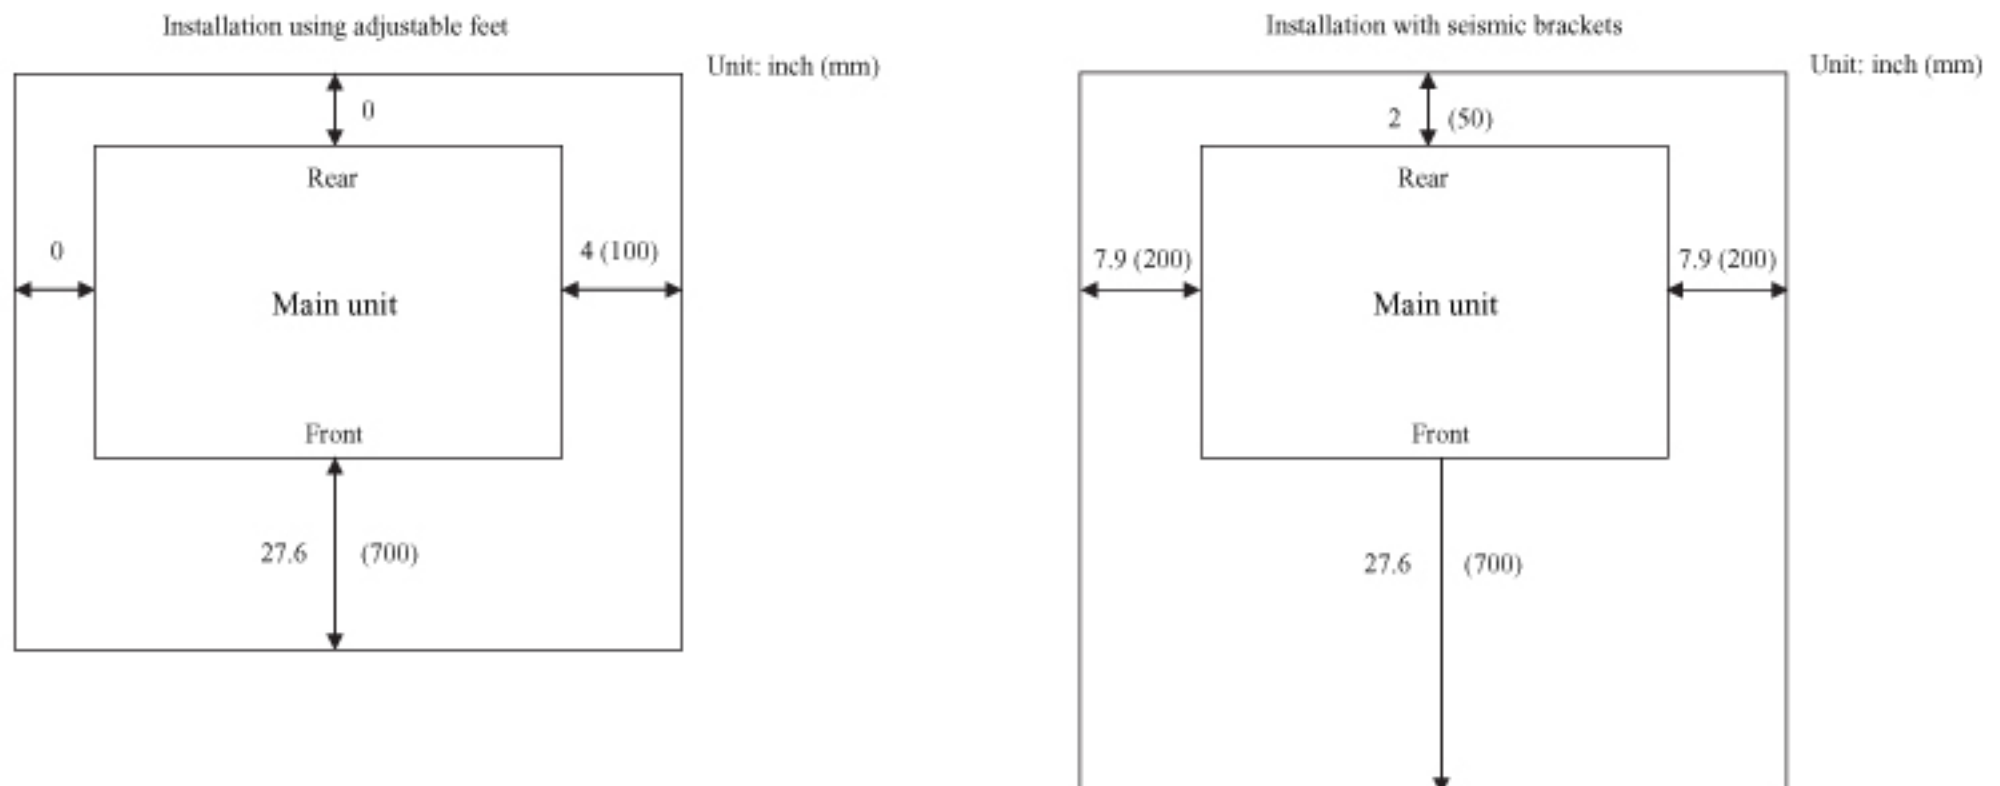 Installation using adjustable feet
Unit: inch (mm)
0
Rear
0
4 (100)
Main unit
Front
27.6 (700)
Installation with seismic brackets
Unit: inch (mm)
2 (50)
Rear
7.9 (200)
7.9 (200)
Main unit
Front
27.6 (700)